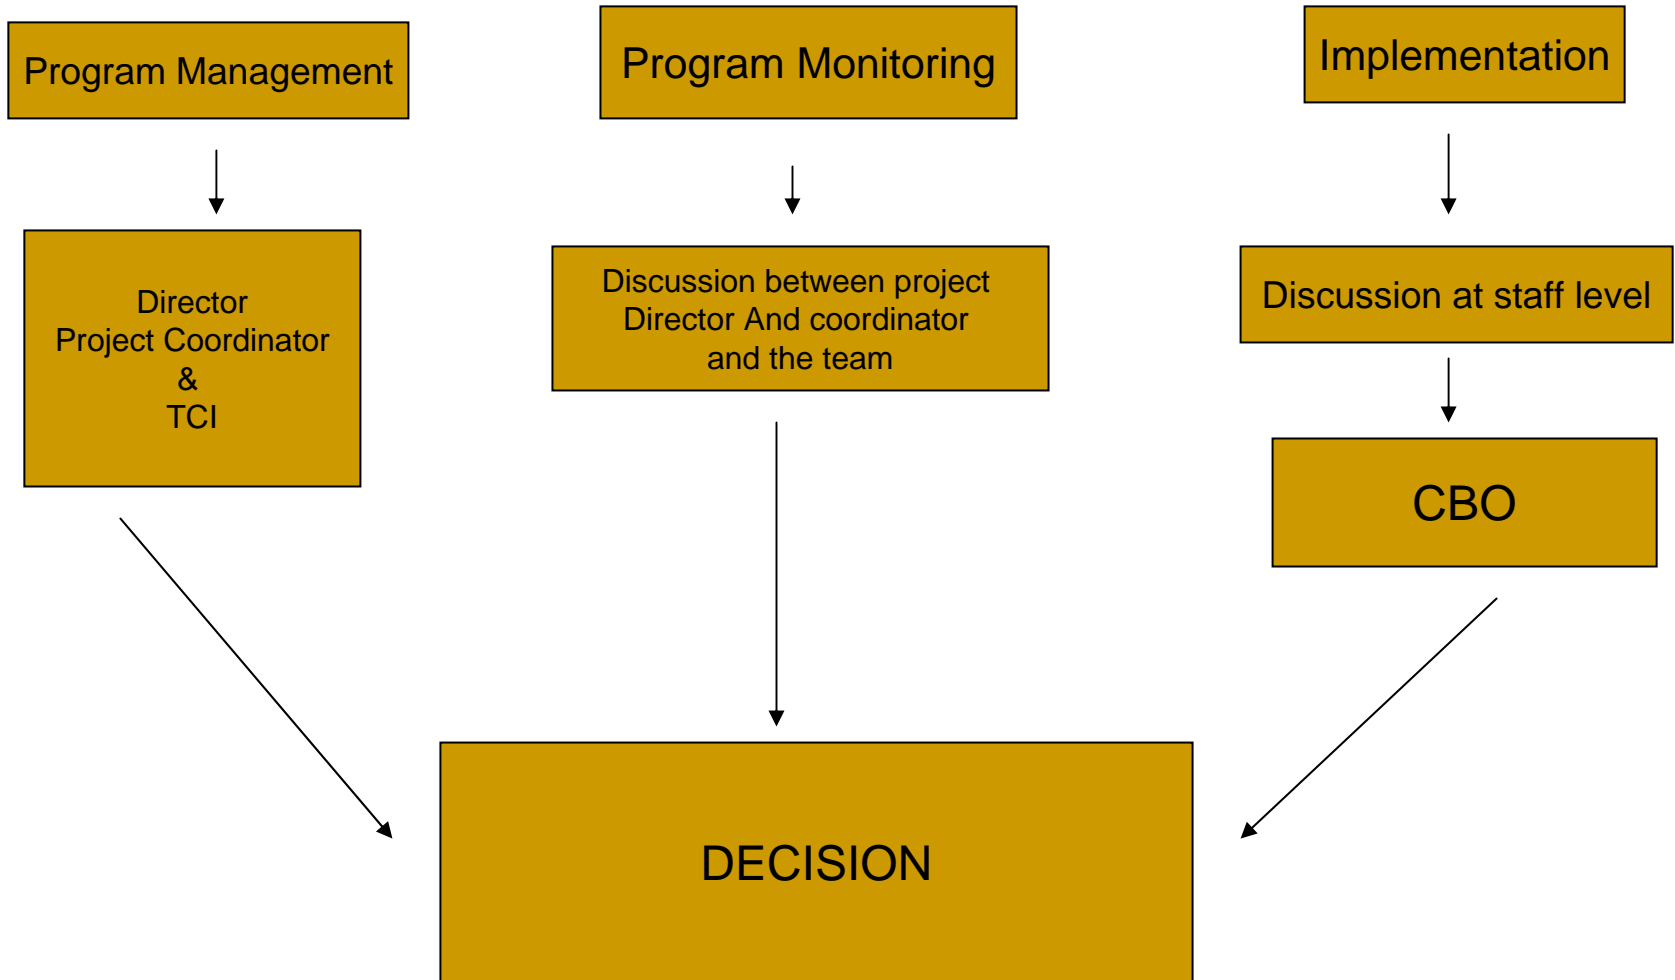 Program Management
Program Monitoring
Implementation
Director
Project Coordinator
&
TCI
Discussion between project
Director And coordinator
and the team
Discussion at staff level
CBO
DECISION